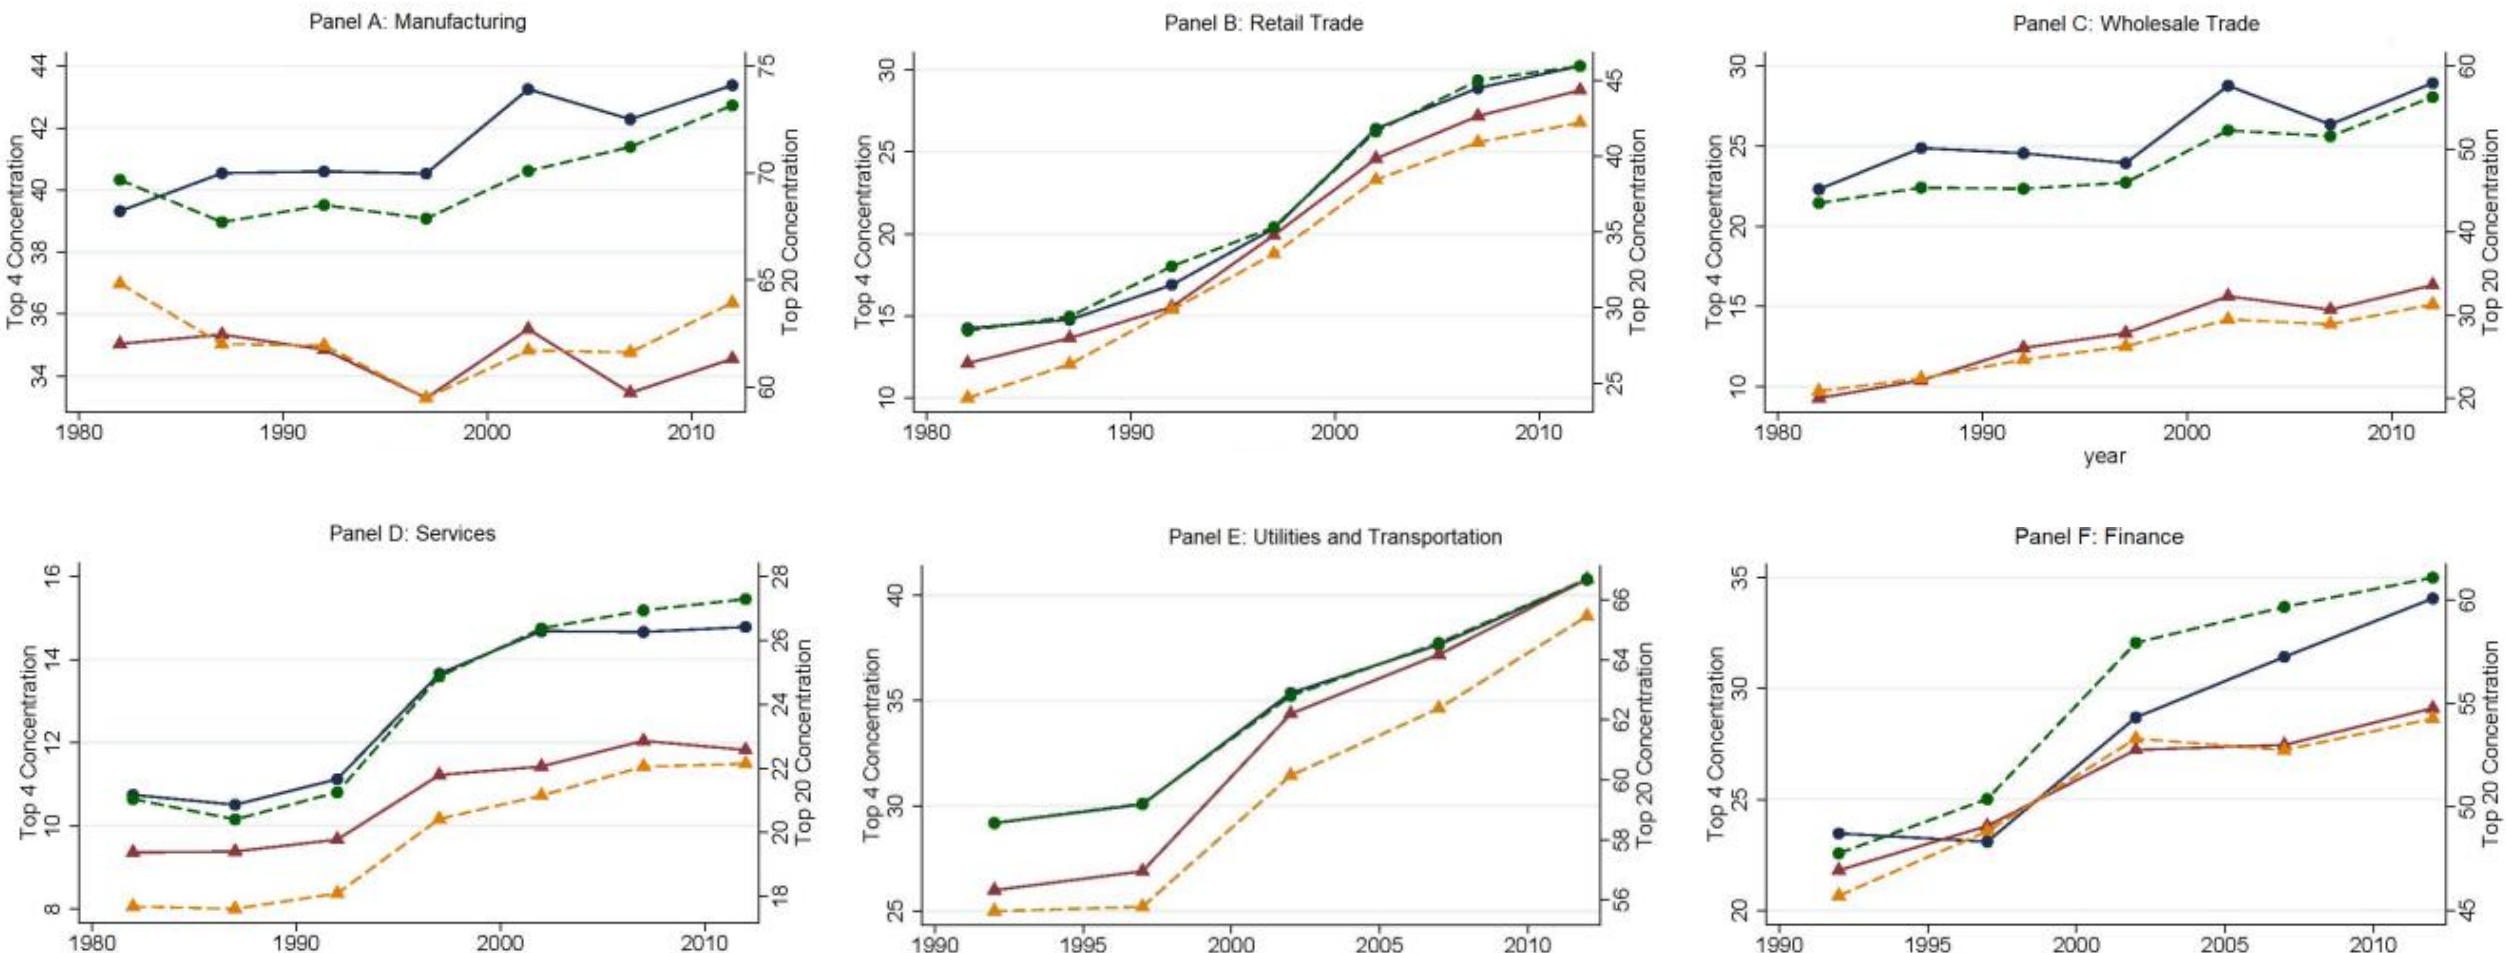 Panel A: Manufacturing
Top 4 Concentration
44
42
40
38
36
34
75
70
65
60
Top 20 Concentration
1980 1990 2000 2010
Panel B: Retail Trade
Top 4 Concentration
30
25
20
15
10
45
40
35
30
25
Top 20 Concentration
1980 1990 2000 2010
Panel C: Wholesale Trade
Top 4 Concentration
30
25
20
15
10
60
50
40
30
20
Top 20 Concentration
1980 1990 2000 2010
year
Panel D: Services
Top 4 Concentration
16
14
12
10
8
28
26
24
22
20
18
Top 20 Concentration
1980 1990 2000 2010
Panel E: Utilities and Transportation
Top 4 Concentration
40
35
30
25
66
64
62
60
58
56
Top 20 Concentration
1990 1995 2000 2005 2010
Panel F: Finance
Top 4 Concentration
35
30
25
20
60
55
50
45
Top 20 Concentration
1990 1995 2000 2005 2010